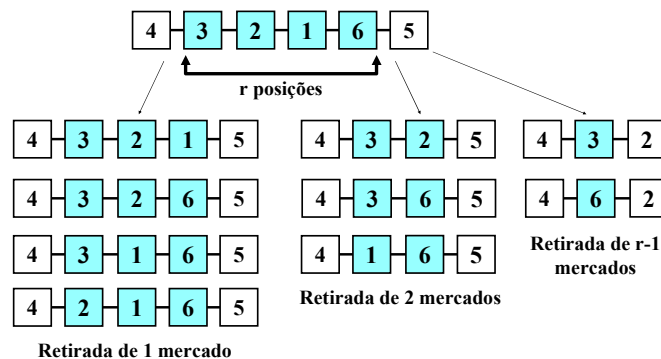 4 3 2 1 6 5
r posições
4 3 2 1 5
4 3 2 6 5
4 3 1 6 5
4 2 1 6 5
Retirada de 1 mercado
4 3 2 5
4 3 6 5
4 1 6 5
Retirada de 2 mercados
4 3 2
4 6 2
Retirada de r-1
mercados